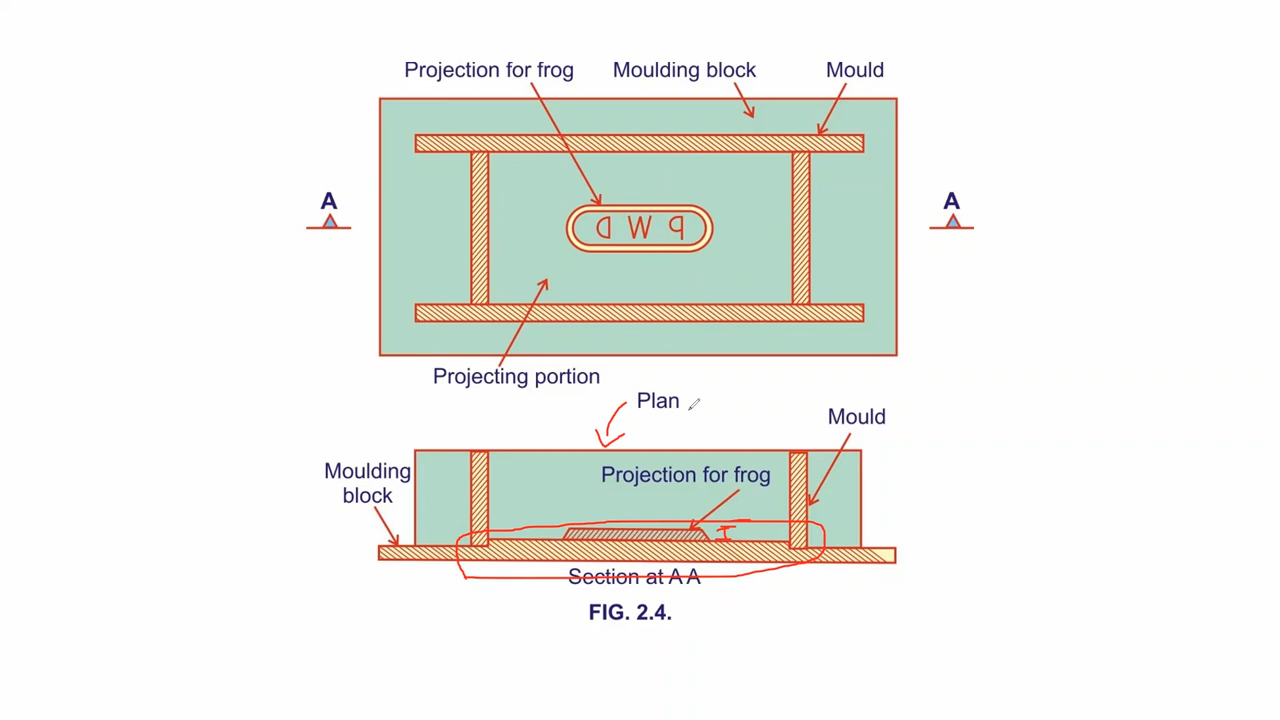 Projection for frog
Moulding block
Mould
A
A
D W P
Projecting portion
Plan
Mould
Moulding
block
Projection for frog
Section at A A
FIG. 2.4.